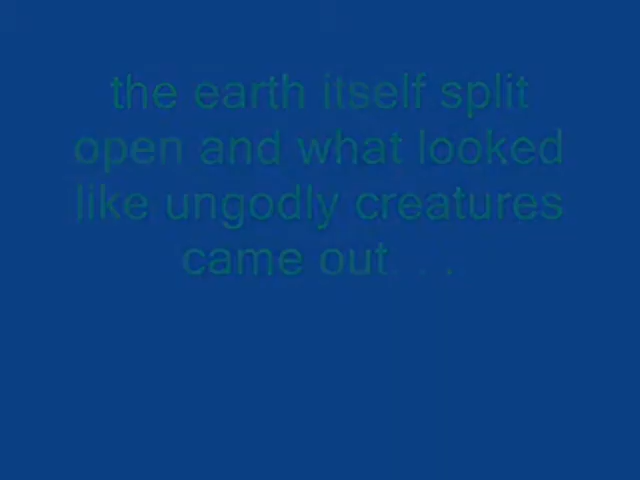 the earth itself split
open and what looked
like ungodly creatures
came out. . .